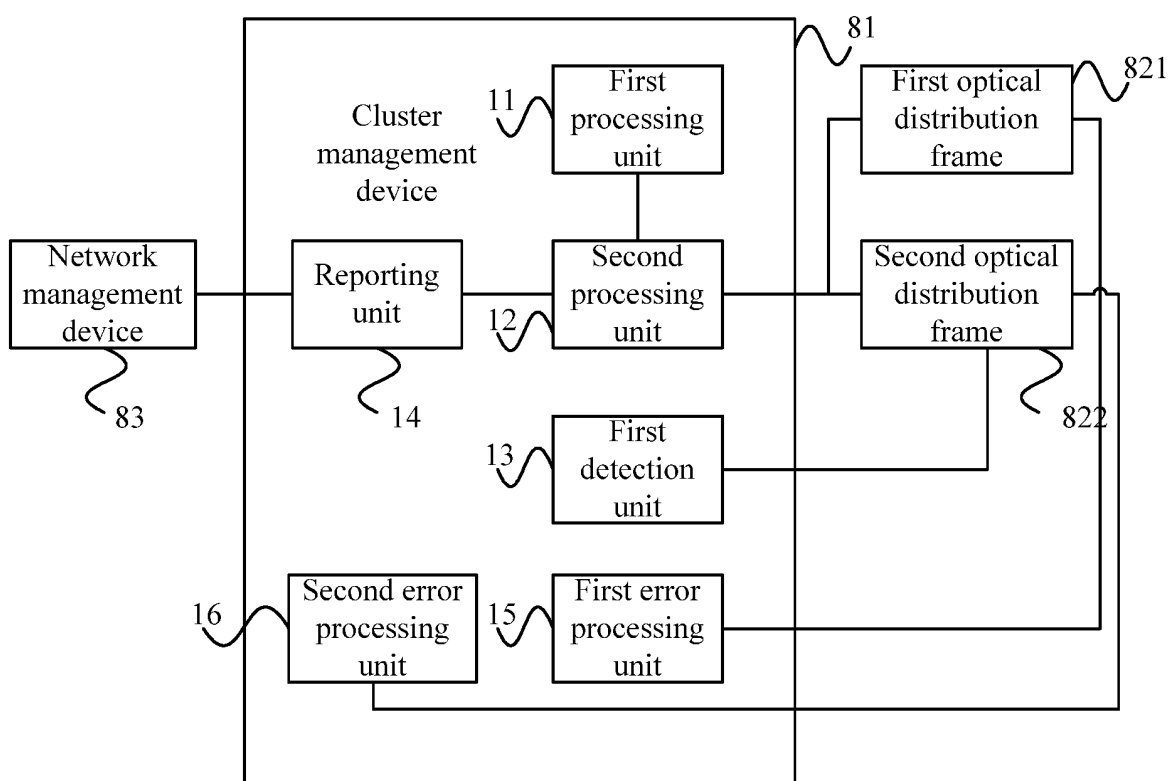 81
821
11
First
processing
unit
First optical
distribution
frame
Cluster
management
device
Network
management
device
Reporting
unit
Second
processing
unit
Second optical
distribution
frame
12
83
14
822
13
First
detection
unit
16
Second error
processing
unit
15
First error
processing
unit